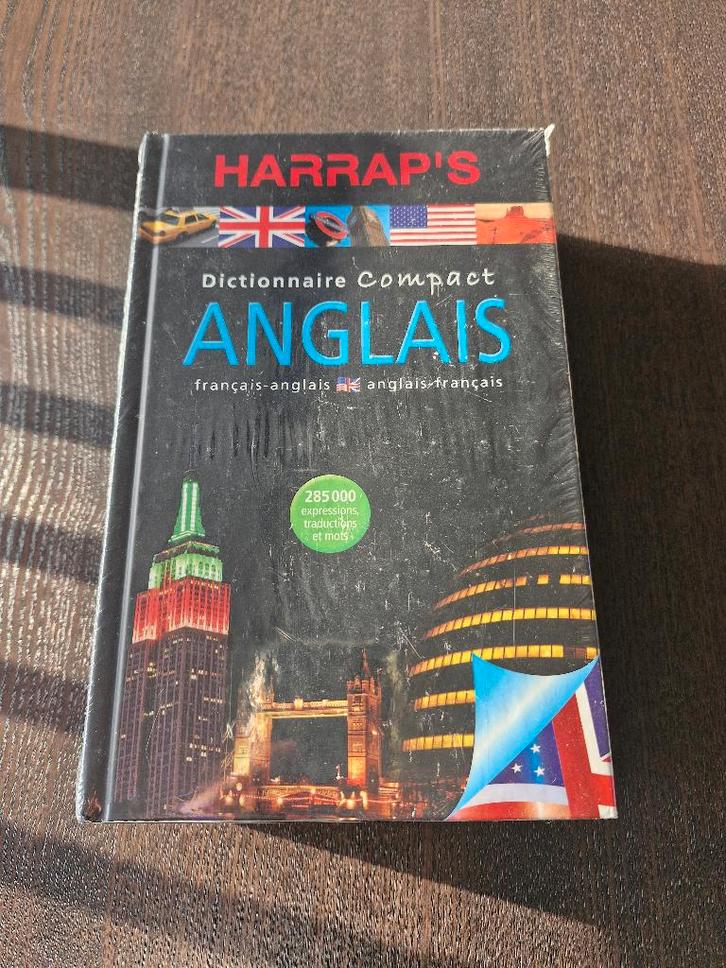 HARRAP'S
Dictionnaire Compact
ANGLAIS
français-anglais anglais-français
285 000
expressions,
traductions
et mots